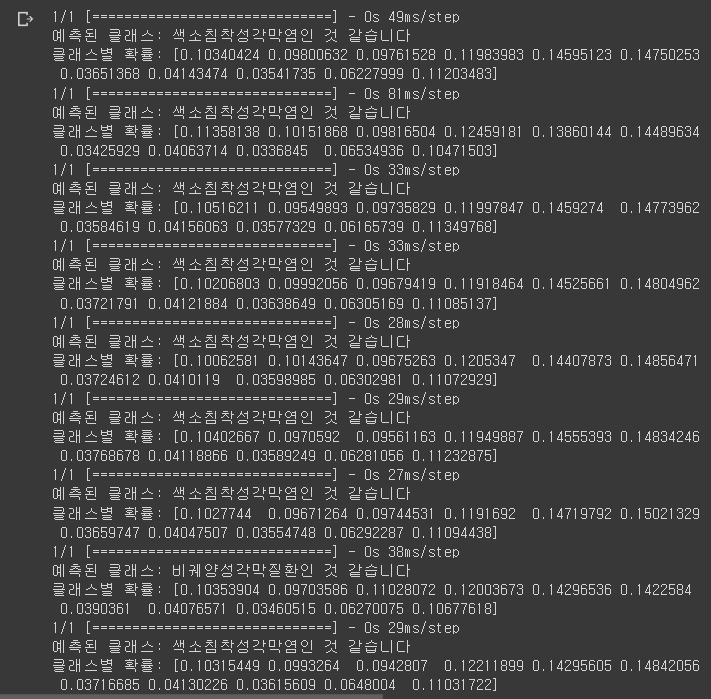 1/1 [==============================] - 0s 49ms/step
예측된 클래스: 색소침착성각막염인 것 같습니다
클래스별 확률: [0.10340424 0.09800632 0.09761528 0.11983983 0.14595123 0.14750253
0.03651368 0.04143474 0.03541735 0.06227999 0.11203483]
1/1 [==============================] - 0s 81ms/step
예측된 클래스: 색소침착성각막염인 것 같습니다
클래스별 확률: [0.11358138 0.10151868 0.09816504 0.12459181 0.13860144 0.14489634
0.03425929 0.04063714 0.0336845 0.06534936 0.10471503]
1/1 [==============================] - 0s 33ms/step
예측된 클래스: 색소침착성각막염인 것 같습니다
클래스별 확률: [0.10516211 0.09549893 0.09735829 0.11997847 0.1459274 0.14773962
0.03584619 0.04156063 0.03577329 0.06165739 0.11349768]
1/1 [==============================] - 0s 33ms/step
예측된 클래스: 색소침착성각막염인 것 같습니다
클래스별 확률: [0.10206803 0.09992056 0.09679419 0.11918464 0.14525661 0.14804962
0.03721791 0.04121884 0.03638649 0.06305169 0.11085137]
1/1 [==============================] - 0s 28ms/step
예측된 클래스: 색소침착성각막염인 것 같습니다
클래스별 확률: [0.10062581 0.10143647 0.09675263 0.1205347 0.14407873 0.14856471
0.03724612 0.0410119 0.03598985 0.06302981 0.11072929]
1/1 [==============================] - 0s 29ms/step
예측된 클래스: 색소침착성각막염인 것 같습니다
클래스별 확률: [0.10402667 0.0970592 0.09561163 0.11949887 0.14555393 0.14834246
0.03768678 0.04118866 0.03589249 0.06281056 0.11232875]
1/1 [==============================] - 0s 27ms/step
예측된 클래스: 색소침착성각막염인 것 같습니다
클래스별 확률: [0.1027744 0.09671264 0.09744531 0.1191692 0.14719792 0.15021329
0.03659747 0.04047507 0.03554748 0.06292287 0.11094438]
1/1 [==============================] - 0s 38ms/step
예측된 클래스: 비궤양성각막질환인 것 같습니다
클래스별 확률: [0.10353904 0.09703586 0.11028072 0.12003673 0.14296536 0.1422584
0.0390361 0.04076571 0.03460515 0.06270075 0.10677618]
1/1 [==============================] - 0s 29ms/step
예측된 클래스: 색소침착성각막염인 것 같습니다
클래스별 확률: [0.10315449 0.0993264 0.0942807 0.12211899 0.14295605 0.14842056
0.03716685 0.04130226 0.03615609 0.0648004 0.11031722]